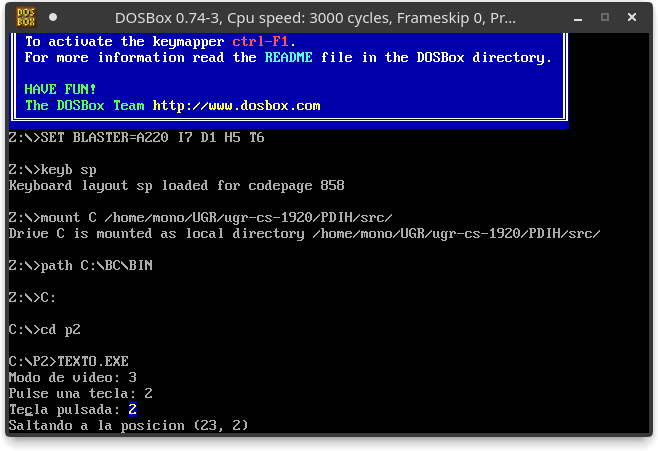 DOSBox 0.74-3, Cpu speed: 3000 cycles, Frameskip 0, Pr...
DOS
BOX
To activate the keymapper ctrl-F1.
For more information read the README file in the DOSBox directory.
HAVE FUN!
The DOSBox Team http://www.dosbox.com
Z:\>SET BLASTER=A220 I7 D1 H5 T6
Z:\>keyb sp
Keyboard layout sp loaded for codepage 858
Z:\>mount C /home/mono/UGR/ugr-cs-1920/PDIH/src/
Drive C is mounted as local directory /home/mono/UGR/ugr-cs-1920/PDIH/src/
Z:\>path C:\BC\BIN
Z:\>C:
C:\>cd p2
C:\P2>TEXTO.EXE
Modo de video: 3
Pulse una tecla: 2
Tecla pulsada: 2
Saltando a la posicion (23, 2)